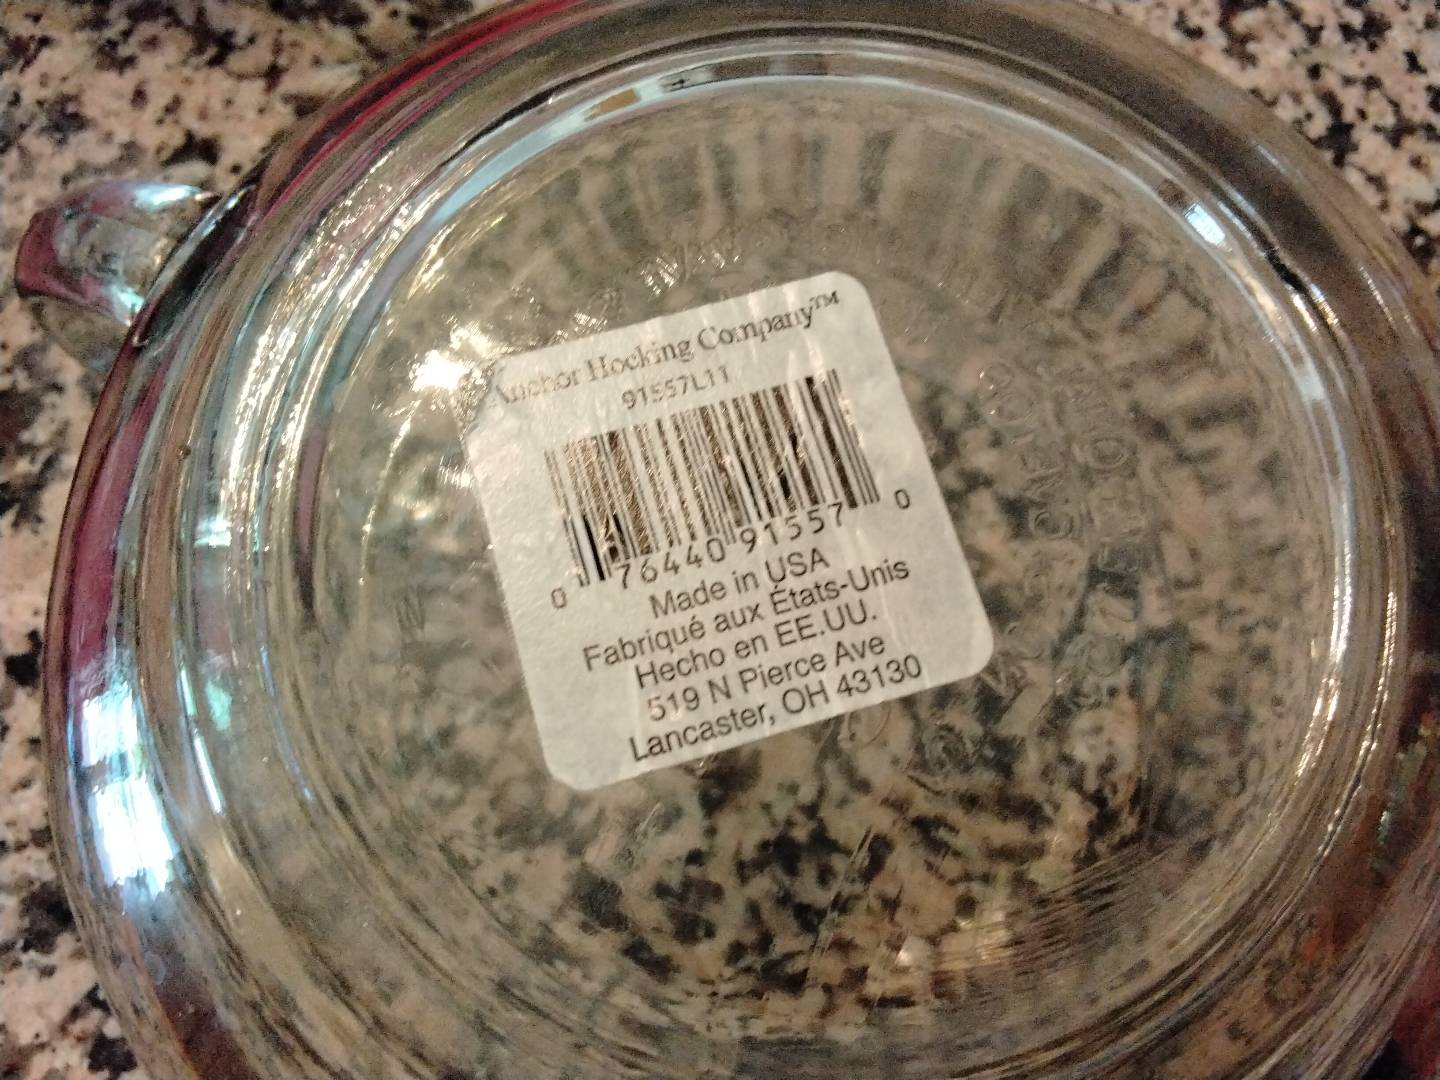 Anchor Hocking Company™
91557L11
0 76440 91557 0
Made in USA
Fabriqué aux États-Unis
Hecho en EE.UU.
519 N Pierce Ave
Lancaster, OH 43130